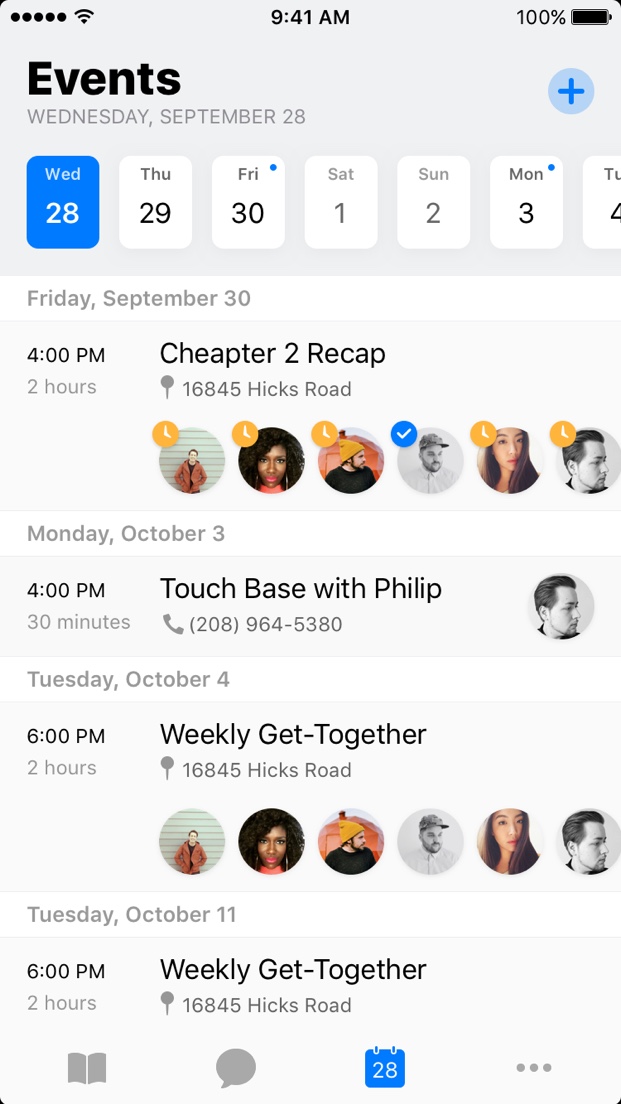 9:41 AM
100%
Events
WEDNESDAY, SEPTEMBER 28
Wed Thu Fri Sat Sun Mon Tu
28 29 30 1 2 3 4
Friday, September 30
4:00 PM
Cheapter 2 Recap
2 hours
16845 Hicks Road
Monday, October 3
4:00 PM
Touch Base with Philip
30 minutes
(208) 964-5380
Tuesday, October 4
6:00 PM
Weekly Get-Together
2 hours
16845 Hicks Road
Tuesday, October 11
6:00 PM
Weekly Get-Together
2 hours
16845 Hicks Road
28